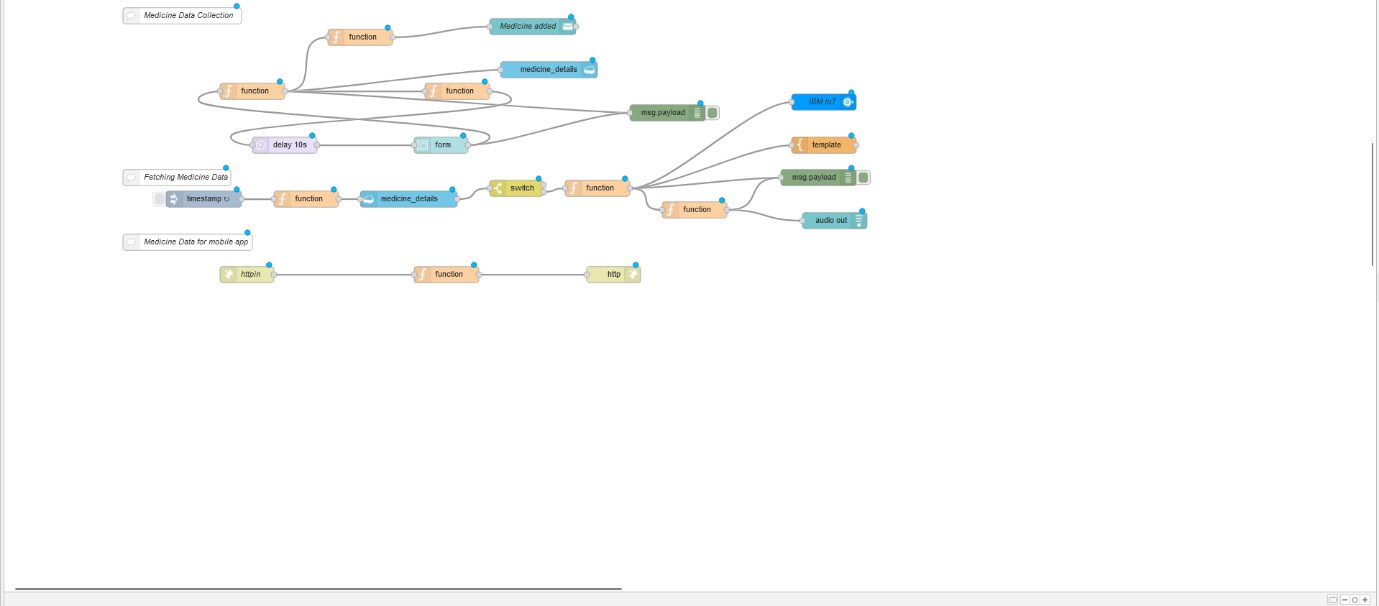 Medicine Data Collection
function
Medicine added
medicine_details
function
function
msg.payload
IBM IoT
delay 10s
form
template
Fetching Medicine Data
timestamp ↻
function
medicine_details
switch
function
msg.payload
function
audio out
Medicine Data for mobile app
httpin
function
http